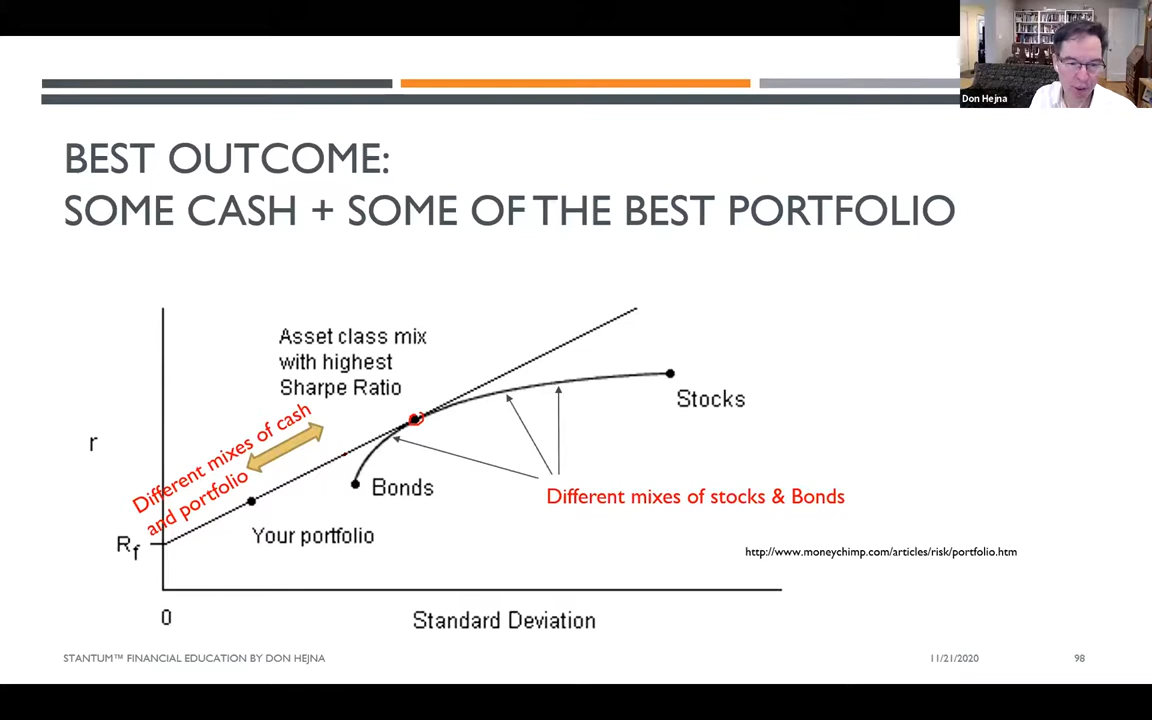 Don Hejna
BEST OUTCOME:
SOME CASH + SOME OF THE BEST PORTFOLIO
Asset class mix
with highest
Sharpe Ratio
Different mixes of cash
and portfolio
r
Stocks
Bonds
Different mixes of stocks & Bonds
Your portfolio
Rf
http://www.moneychimp.com/articles/risk/portfolio.htm
0
Standard Deviation
STANTUM™ FINANCIAL EDUCATION BY DON HEJNA
11/21/2020
98